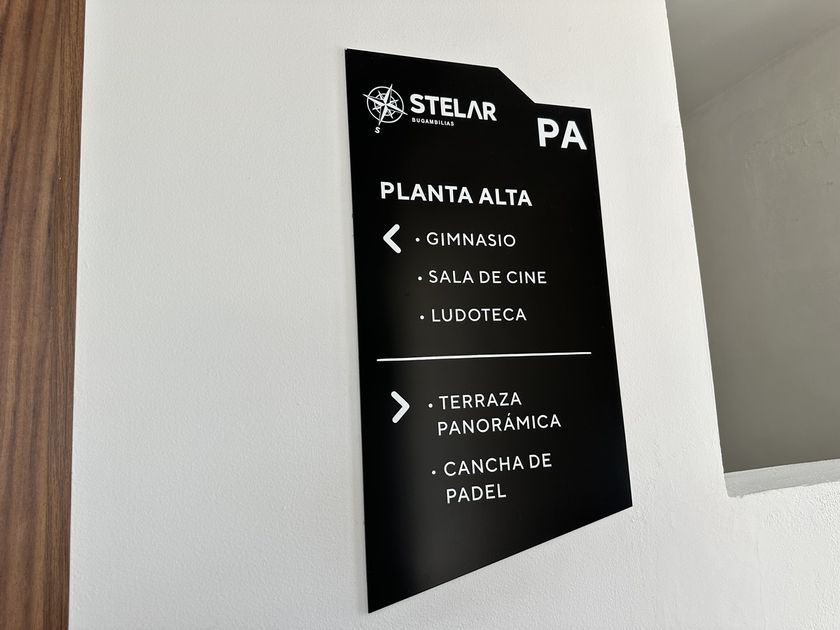 STELAR
BUGAMBILIAS
S
PA
PLANTA ALTA
< • GIMNASIO
• SALA DE CINE
• LUDOTECA
> • TERRAZA
PANORÁMICA
• CANCHA DE
PADEL